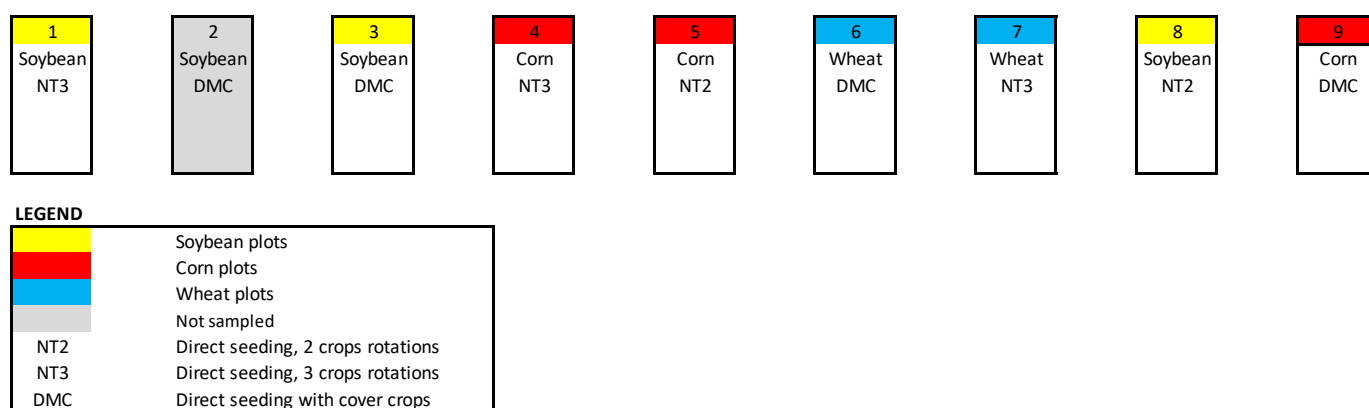 1 2 3 4 5 6 7 8 9
Soybean Soybean Soybean Corn Corn Wheat Wheat Soybean Corn
NT3 DMC DMC NT3 NT2 DMC NT3 NT2 DMC
LEGEND
Soybean plots
Corn plots
Wheat plots
Not sampled
NT2 Direct seeding, 2 crops rotations
NT3 Direct seeding, 3 crops rotations
DMC Direct seeding with cover crops